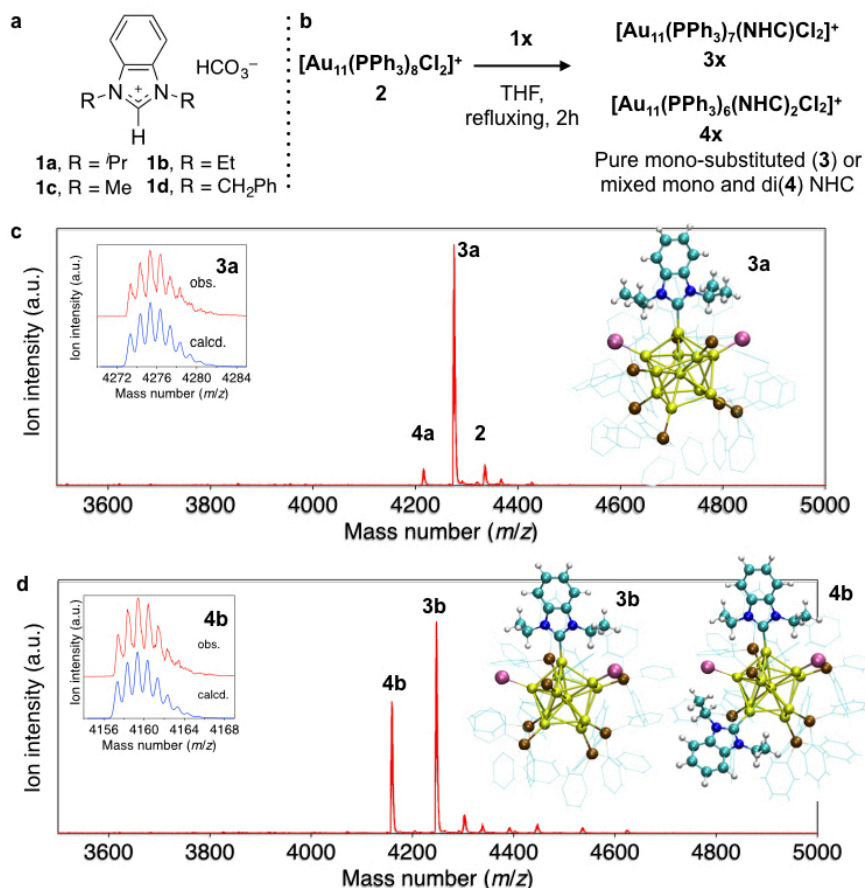 a
HCO₃⁻
R
N
+
N
R
H
1a, R = ⁱPr 1b, R = Et
1c, R = Me 1d, R = CH₂Ph
b
[Au₁₁(PPh₃)₈Cl₂]⁺
2
1x
THF,
refluxing, 2h
[Au₁₁(PPh₃)₇(NHC)Cl₂]⁺
3x
[Au₁₁(PPh₃)₆(NHC)₂Cl₂]⁺
4x
Pure mono-substituted (3) or
mixed mono and di(4) NHC
c
Ion intensity (a.u.)
Ion intensity (a.u.)
3a
obs.
calcd.
4272 4276 4280 4284
Mass number (m/z)
3a
4a
2
3a
3600 3800 4000 4200 4400 4600 4800 5000
Mass number (m/z)
d
Ion intensity (a.u.)
Ion intensity (a.u.)
4b
obs.
calcd.
4156 4160 4164 4168
Mass number (m/z)
3b
4b
3b
4b
3600 3800 4000 4200 4400 4600 4800 5000
Mass number (m/z)